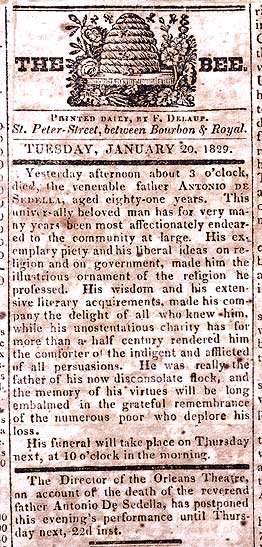 THE BEE.
PRINTED DAILY, BY F. DELAUP.
St. Peter-Street, between Bourbon & Royal.
TUESDAY, JANUARY 20. 1829.
Yesterday afternoon about 3 o'clock,
died, the venerable father ANTONIO DE
SEDELLA, aged eighty-one years. This
universally beloved man has for very ma-
ny years been most affectionately endear-
ed to the community at large. His ex-
emplary piety and his liberal ideas on re-
ligion and on government, made him the
illustrious ornament of the religion he
professed. His wisdom and his exten-
sive literary acquirements, made his com-
pany the delight of all who knew him,
while his unostentatious charity has for
more than a half century rendered him
the comforter of the indigent and afflicted
of all persuasions. He was really the
father of his now disconsolate flock, and
the memory of his virtues will be long
embalmed in the grateful remembrance
of the numerous poor who deplore his
loss.
His funeral will take place on Thursday
next, at 10 o'clock in the morning.
The Director of the Orleans Theatre,
on account of the death of the reverend
father Antonio De Sedella, has postponed
this evening's performance until Thurs-
day next, 22d inst.